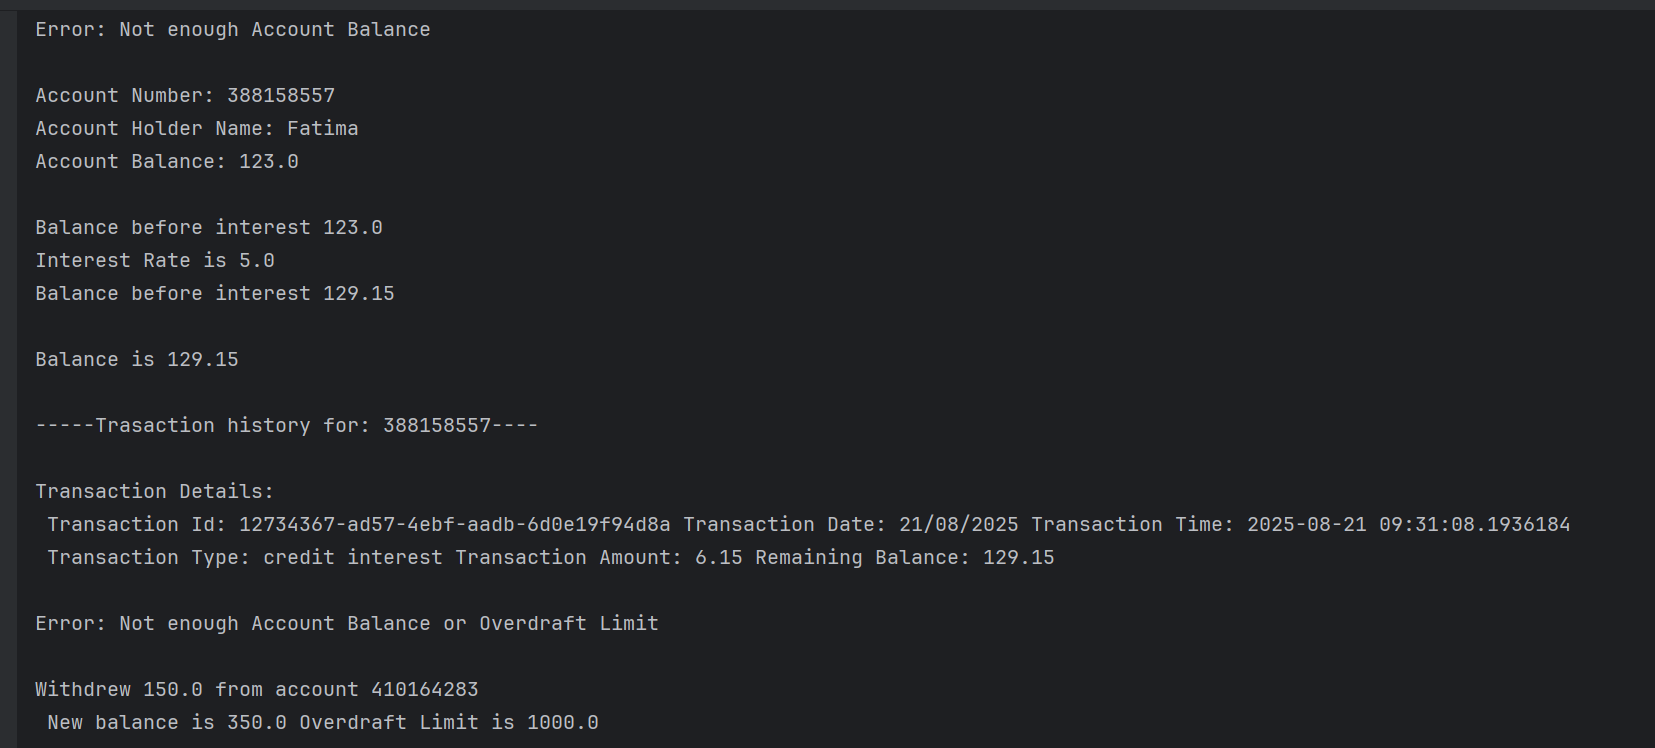 Error: Not enough Account Balance
Account Number: 388158557
Account Holder Name: Fatima
Account Balance: 123.0
Balance before interest 123.0
Interest Rate is 5.0
Balance before interest 129.15
Balance is 129.15
-----Trasaction history for: 388158557----
Transaction Details:
Transaction Id: 12734367-ad57-4ebf-aadb-6d0e19f94d8a Transaction Date: 21/08/2025 Transaction Time: 2025-08-21 09:31:08.1936184
Transaction Type: credit interest Transaction Amount: 6.15 Remaining Balance: 129.15
Error: Not enough Account Balance or Overdraft Limit
Withdrew 150.0 from account 410164283
New balance is 350.0 Overdraft Limit is 1000.0